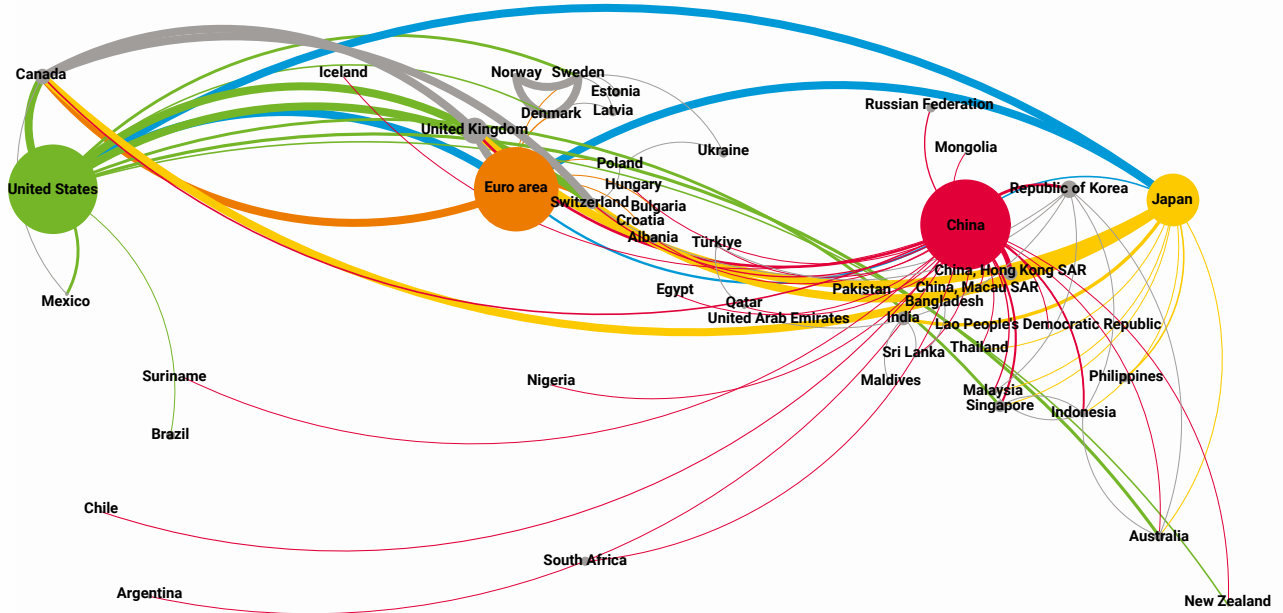 Canada
Iceland
Norway
Sweden
Estonia
Latvia
Denmark
Russian Federation
United Kingdom
Mongolia
Ukraine
Poland
United States
Euro area
Hungary
Republic of Korea
Japan
Switzerland
Bulgaria
Croatia
China
Albania
Türkiye
China, Hong Kong SAR
Egypt
Pakistan
China, Macau SAR
Mexico
Qatar
Bangladesh
United Arab Emirates
India
Lao People's Democratic Republic
Thailand
Sri Lanka
Suriname
Nigeria
Maldives
Philippines
Malaysia
Singapore
Indonesia
Brazil
Chile
Australia
South Africa
Argentina
New Zealand